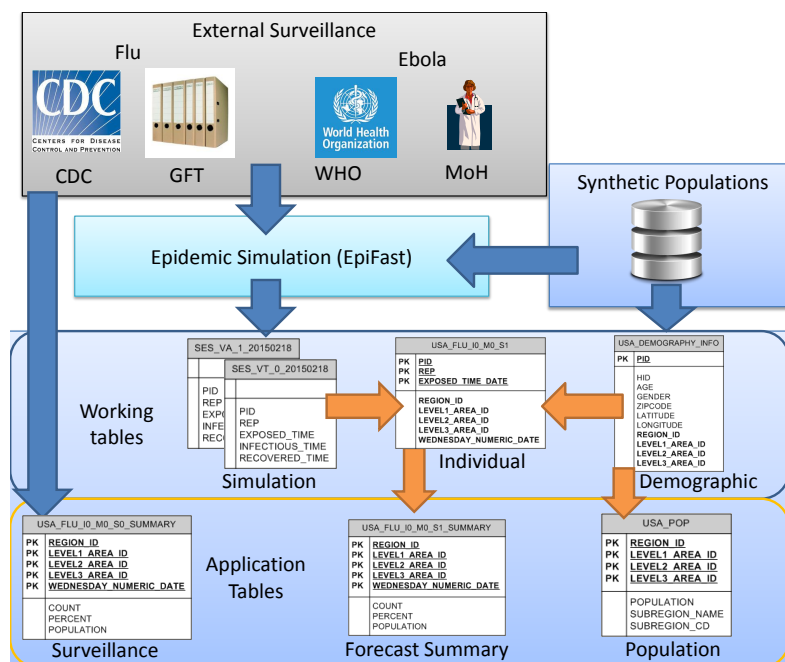 External Surveillance
Flu
Ebola
CDC
CENTERS FOR DISEASE
CONTROL AND PREVENTION
World Health
Organization
CDC
GFT
WHO
MoH
Synthetic Populations
Epidemic Simulation (EpiFast)
Working
tables
SES_VA_1_20150218
PID
REP
EXPO
INFE
RECO
SES_VT_0_20150218
PID
REP
EXPOSED_TIME
INFECTIOUS_TIME
RECOVERED_TIME
Simulation
USA_FLU_I0_M0_S1
PK PID
PK REP
PK EXPOSED_TIME_DATE
REGION_ID
LEVEL1_AREA_ID
LEVEL2_AREA_ID
LEVEL3_AREA_ID
WEDNESDAY_NUMERIC_DATE
Individual
USA_DEMOGRAPHY_INFO
PK PID
HID
AGE
GENDER
ZIPCODE
LATITUDE
LONGITUDE
REGION_ID
LEVEL1_AREA_ID
LEVEL2_AREA_ID
LEVEL3_AREA_ID
Demographic
USA_FLU_I0_M0_S0_SUMMARY
PK REGION_ID
PK LEVEL1_AREA_ID
PK LEVEL2_AREA_ID
PK LEVEL3_AREA_ID
PK WEDNESDAY_NUMERIC_DATE
COUNT
PERCENT
POPULATION
Surveillance
Application
Tables
USA_FLU_I0_M0_S1_SUMMARY
PK REGION_ID
PK LEVEL1_AREA_ID
PK LEVEL2_AREA_ID
PK LEVEL3_AREA_ID
PK WEDNESDAY_NUMERIC_DATE
COUNT
PERCENT
POPULATION
Forecast Summary
USA_POP
PK REGION_ID
PK LEVEL1_AREA_ID
PK LEVEL2_AREA_ID
PK LEVEL3_AREA_ID
POPULATION
SUBREGION_NAME
SUBREGION_CD
Population